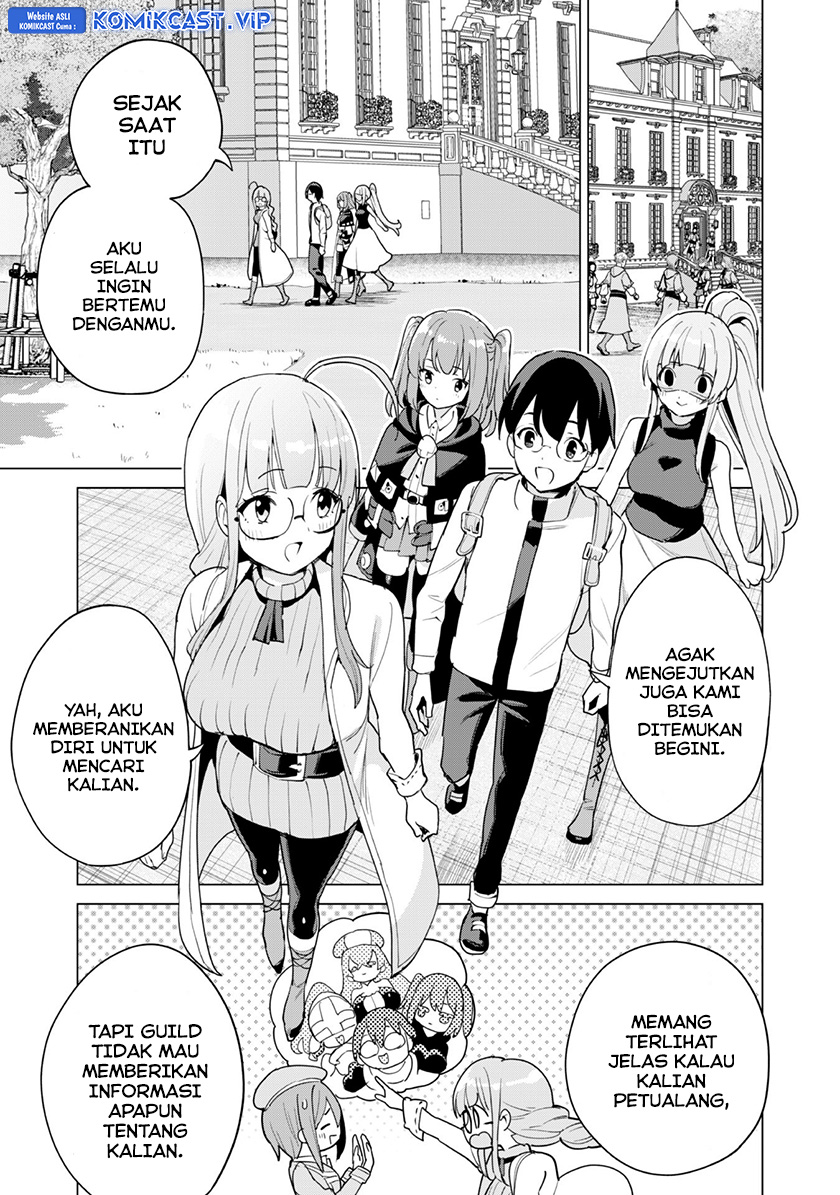 Website ASLI
KOMIKCAST Cuma :
KOMIKCAST.VIP
SEJAK
SAAT
ITU
AKU
SELALU
INGIN
BERTEMU
DENGANMU.
AGAK
MENGEJUTKAN
JUGA KAMI
BISA
DITEMUKAN
BEGINI.
YAH, AKU
MEMBERANIKAN
DIRI UNTUK
MENCARI
KALIAN.
MEMANG
TERLIHAT
JELAS KALAU
KALIAN
PETUALANG,
TAPI GUILD
TIDAK MAU
MEMBERIKAN
INFORMASI
APAPUN
TENTANG
KALIAN.